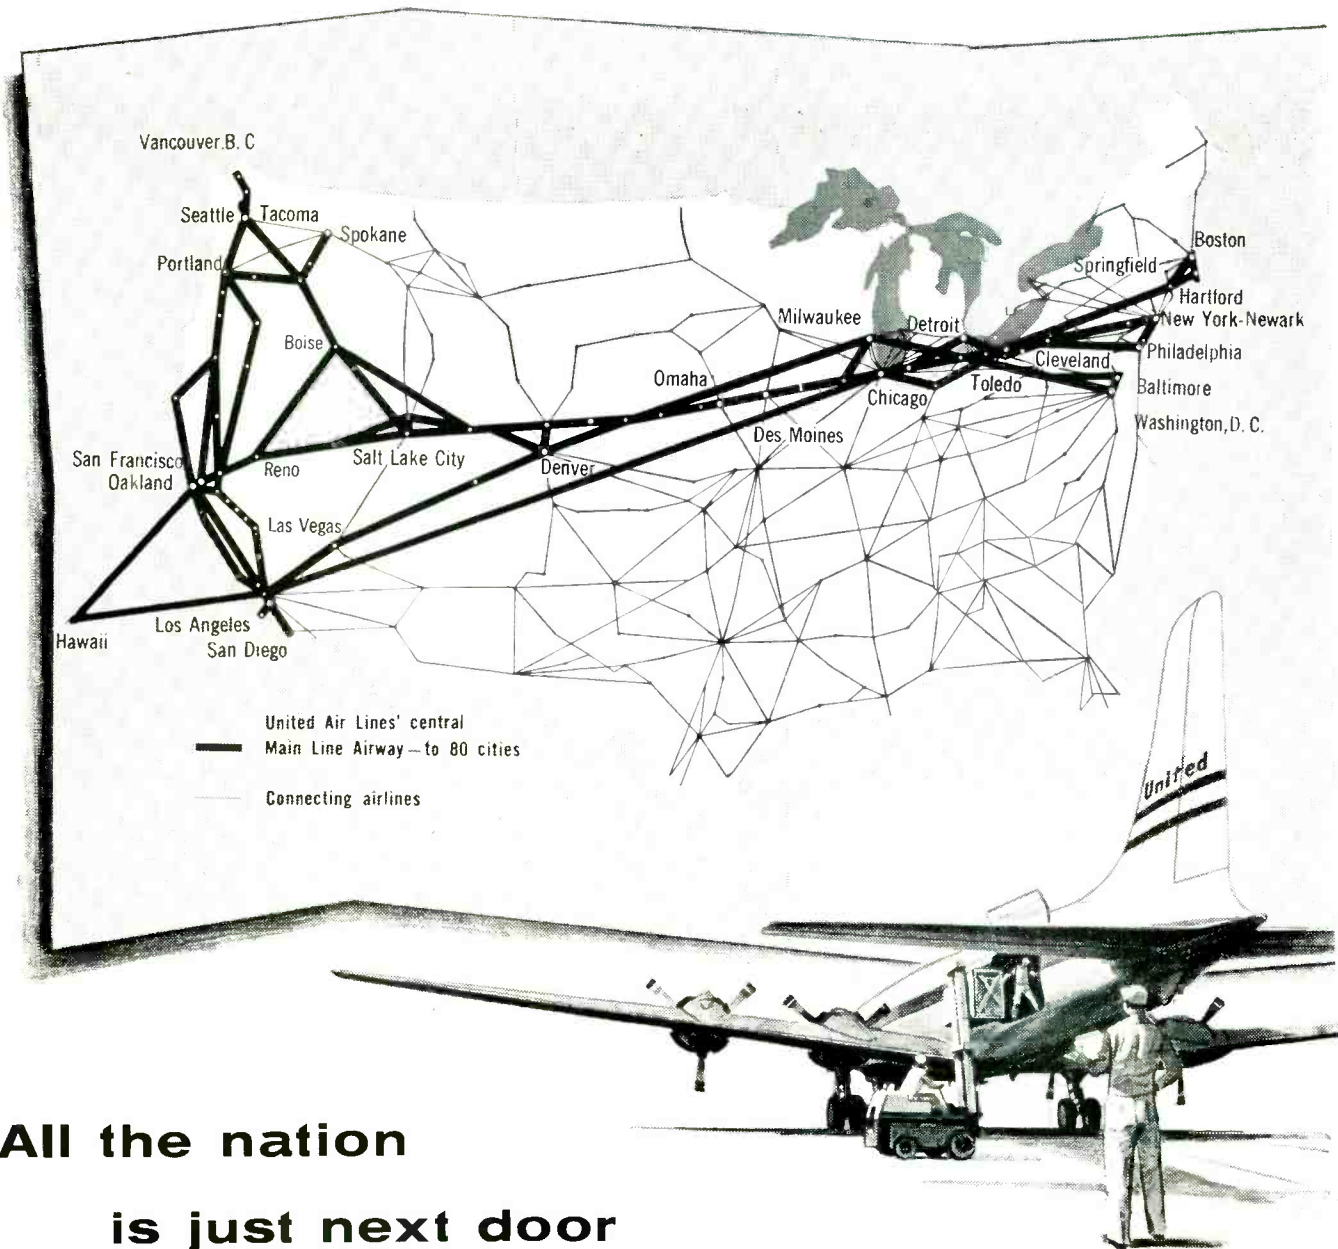 Vancouver.B.C
Seattle
Tacoma
Spokane
Portland
Boise
San Francisco
Oakland
Reno
Salt Lake City
Las Vegas
Denver
Omaha
Des Moines
Milwaukee
Detroit
Chicago
Toledo
Cleveland
Boston
Springfield
Hartford
New York-Newark
Philadelphia
Baltimore
Washington, D. C.
Hawaii
Los Angeles
San Diego
United Air Lines' central
Main Line Airway—to 80 cities
Connecting airlines
United
All the nation
is just next door